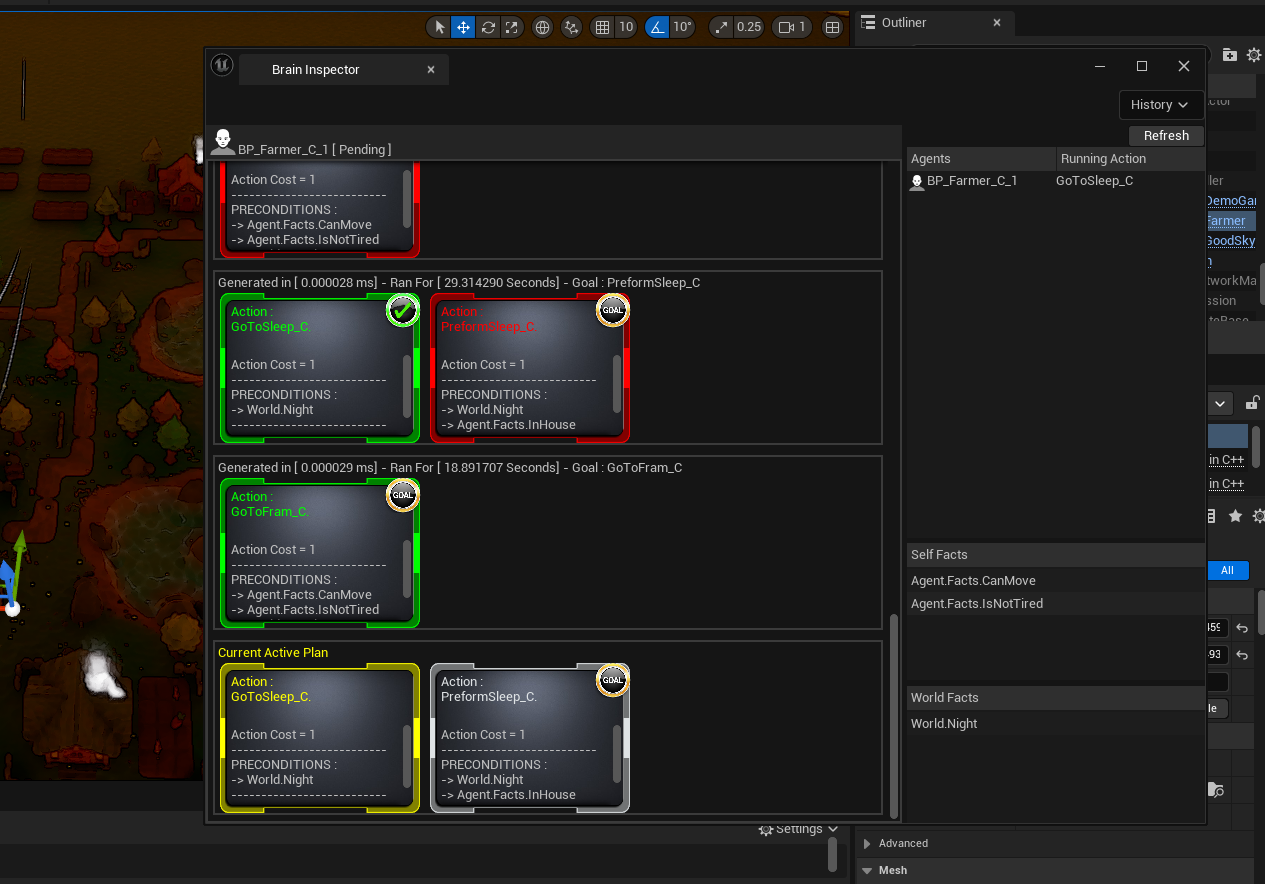 10
10°
0.25
1
Outliner
Brain Inspector
History
Refresh
BP_Farmer_C_1 [ Pending ]
Action Cost = 1
--------------------------
PRECONDITIONS :
-> Agent.Facts.CanMove
-> Agent.Facts.IsNotTired
Generated in [ 0.000028 ms] - Ran For [ 29.314290 Seconds] - Goal : PreformSleep_C
Action :
GoToSleep_C.
Action Cost = 1
--------------------------
PRECONDITIONS :
-> World.Night
--------------------------
Action :
PreformSleep_C.
GOAL
Action Cost = 1
--------------------------
PRECONDITIONS :
-> World.Night
-> Agent.Facts.InHouse
Generated in [ 0.000029 ms] - Ran For [ 18.891707 Seconds] - Goal : GoToFram_C
Action :
GoToFram_C.
GOAL
Action Cost = 1
--------------------------
PRECONDITIONS :
-> Agent.Facts.CanMove
-> Agent.Facts.IsNotTired
Current Active Plan
Action :
GoToSleep_C.
Action Cost = 1
--------------------------
PRECONDITIONS :
-> World.Night
--------------------------
Action :
PreformSleep_C.
GOAL
Action Cost = 1
--------------------------
PRECONDITIONS :
-> World.Night
-> Agent.Facts.InHouse
Agents
Running Action
BP_Farmer_C_1
GoToSleep_C
Self Facts
Agent.Facts.CanMove
Agent.Facts.IsNotTired
World Facts
World.Night
ller
DemoGa
Farmer
GoodSky
n
tworkMa
ssion
in C++
in C++
All
459
-93
le
Settings
Advanced
Mesh